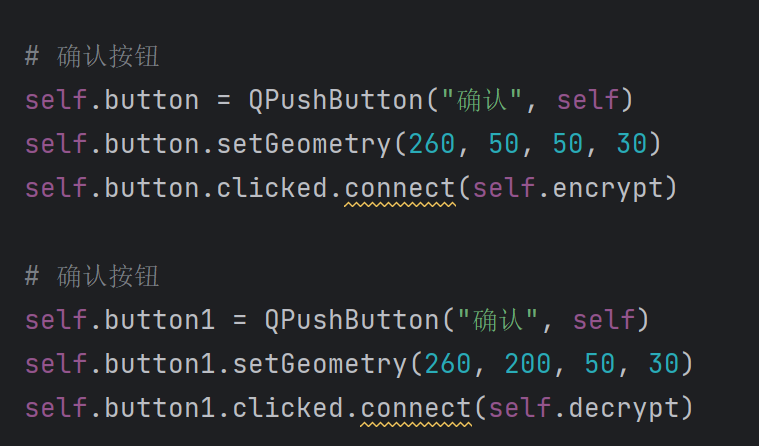 # 确认按钮
self.button = QPushButton("确认", self)
self.button.setGeometry(260, 50, 50, 30)
self.button.clicked.connect(self.encrypt)
# 确认按钮
self.button1 = QPushButton("确认", self)
self.button1.setGeometry(260, 200, 50, 30)
self.button1.clicked.connect(self.decrypt)